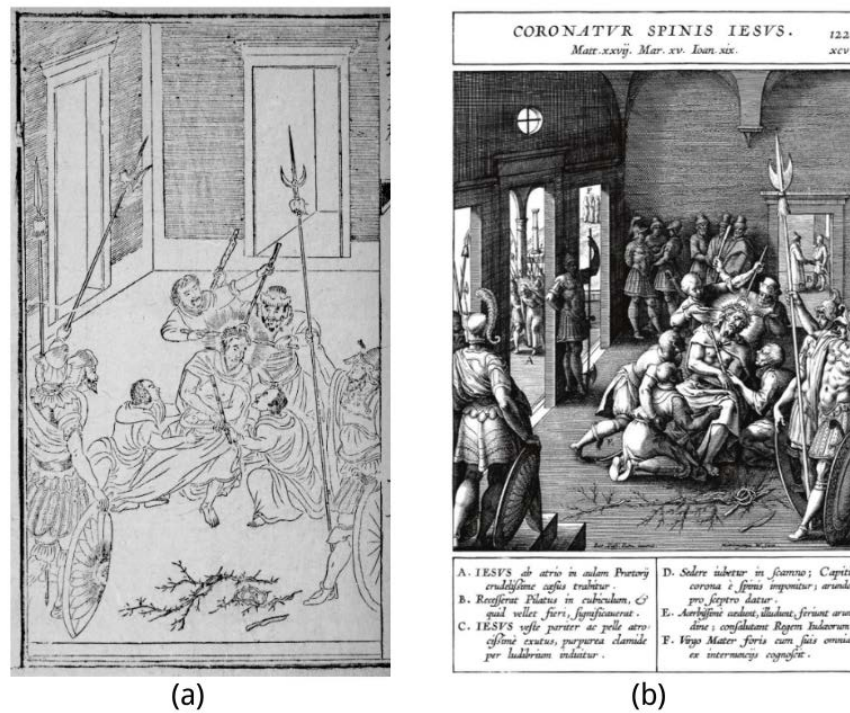 CORONATVR SPINIS IESVS.
122
Matt. xxvij. Mar. xv. Ioan. xix.
xcv
A. IESVS ab atrio in aulam Prætorij
crudelissime cæsus trahitur.
B. Recesserat Pilatus in cubiculum, &
quid vellet fieri, significauerat.
C. IESVS veste pariter ac pelle atro-
cissimè exutus, purpurea clamide
per ludibrium induitur.
D. Sedere iubetur in scamno; Capiti
corona è spinis imponitur; arundo
pro sceptro datur.
E. Acerbissimè cædunt, illudunt, feriunt arun
dine; consalutant Regem Iudæorum
F. Virgo Mater foris cum suis omnia
ex internuncijs cognoscit.
(a)
(b)